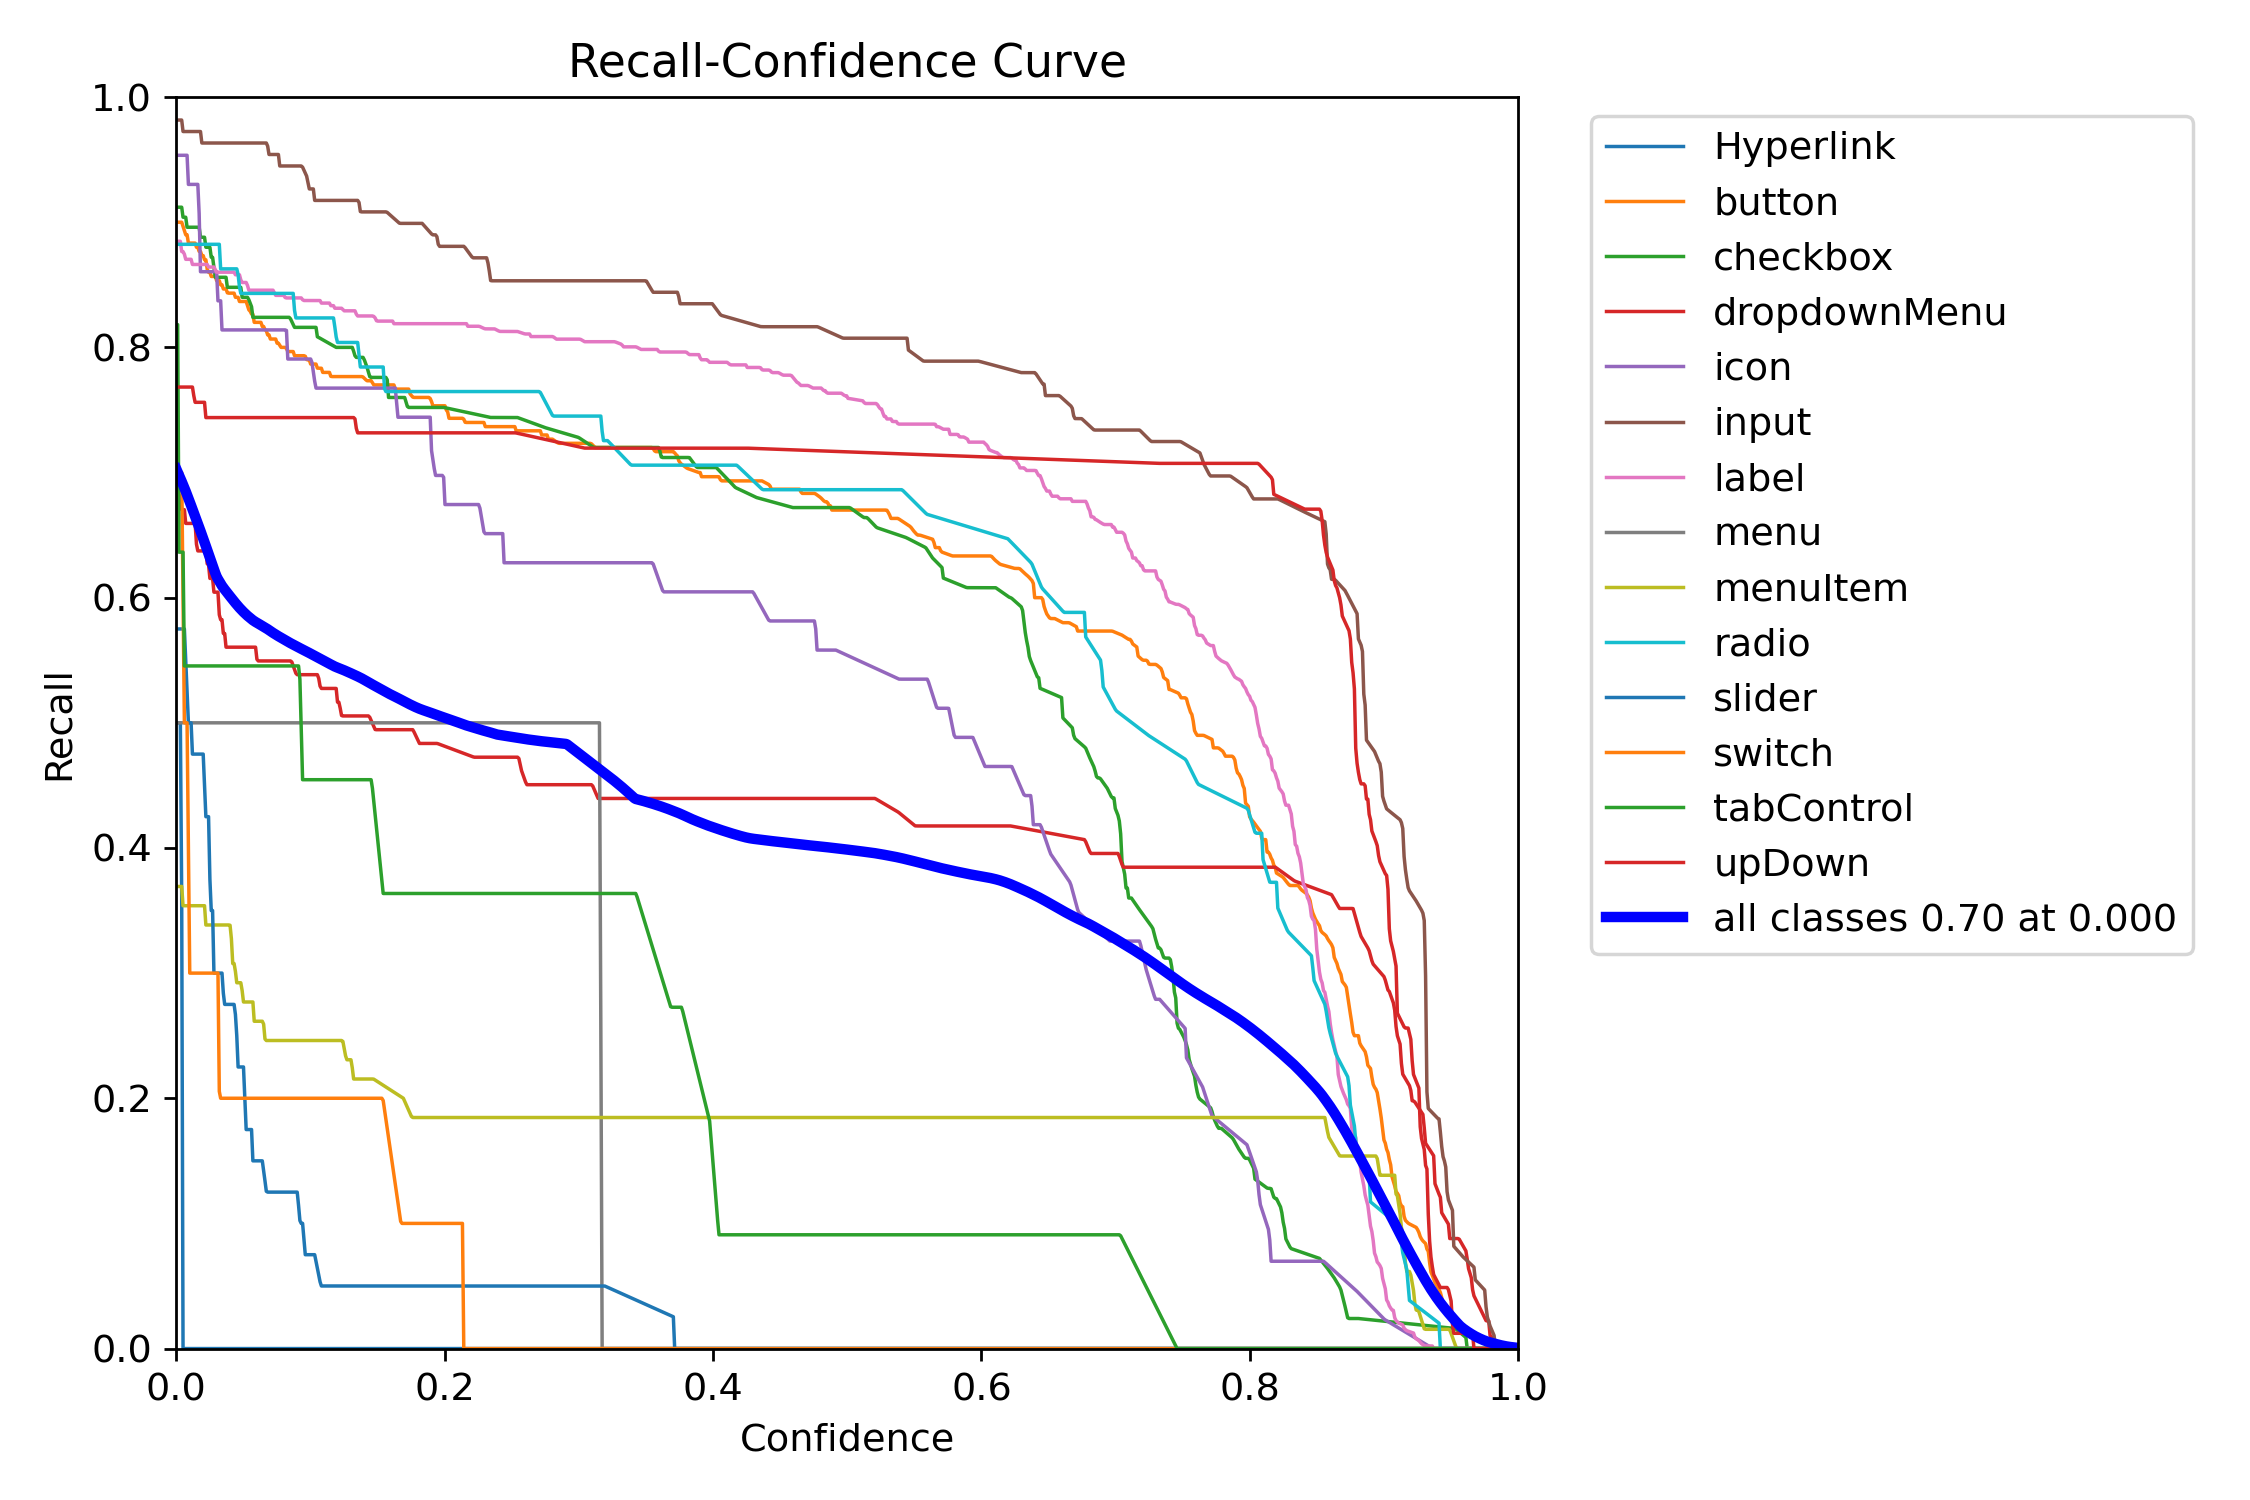 Recall-Confidence Curve
1.0
0.8
0.6
0.4
0.2
0.0
Recall
0.0 0.2 0.4 0.6 0.8 1.0
Confidence
Hyperlink
button
checkbox
dropdownMenu
icon
input
label
menu
menuItem
radio
slider
switch
tabControl
upDown
all classes 0.70 at 0.000